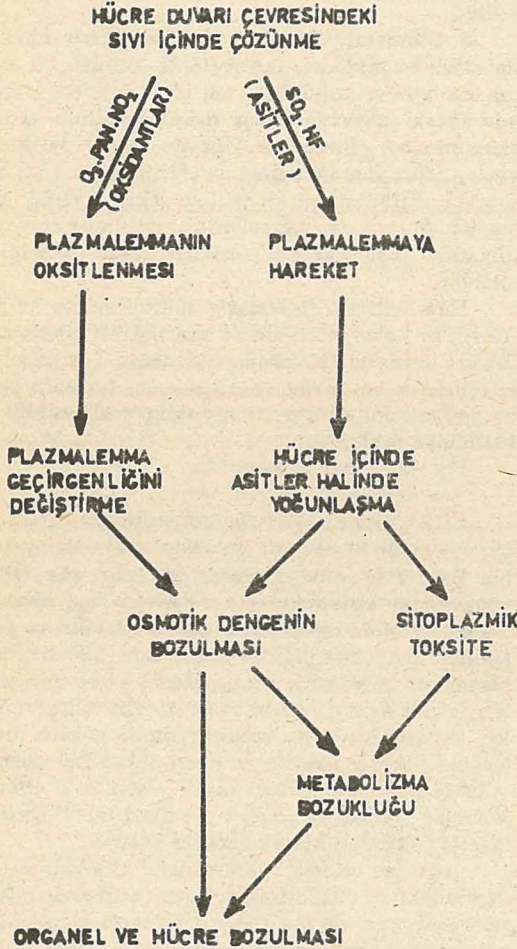 HÜCRE DUVARI ÇEVRESİNDEKİ
SIVI İÇİNDE ÇÖZÜNME
O3.PAN NO2
(OKSİDANTLAR)
SO2.HF
(ASİTLER)
PLAZMALEMMANIN
OKSİTLENMESİ
PLAZMALEMMAYA
HAREKET
PLAZMALEMMA
GEÇİRGENLİĞİNİ
DEĞİŞTİRME
HÜCRE İÇİNDE
ASİTLER HALİNDE
YOĞUNLAŞMA
OSMOTİK DENGENİN
BOZULMASI
SİTOPLAZMİK
TOKSİTE
METABOLİZMA
BOZUKLUĞU
ORGANEL VE HÜCRE BOZULMASI